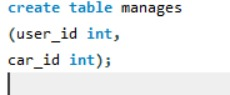 create table manages
(user_id int,
car_id int);